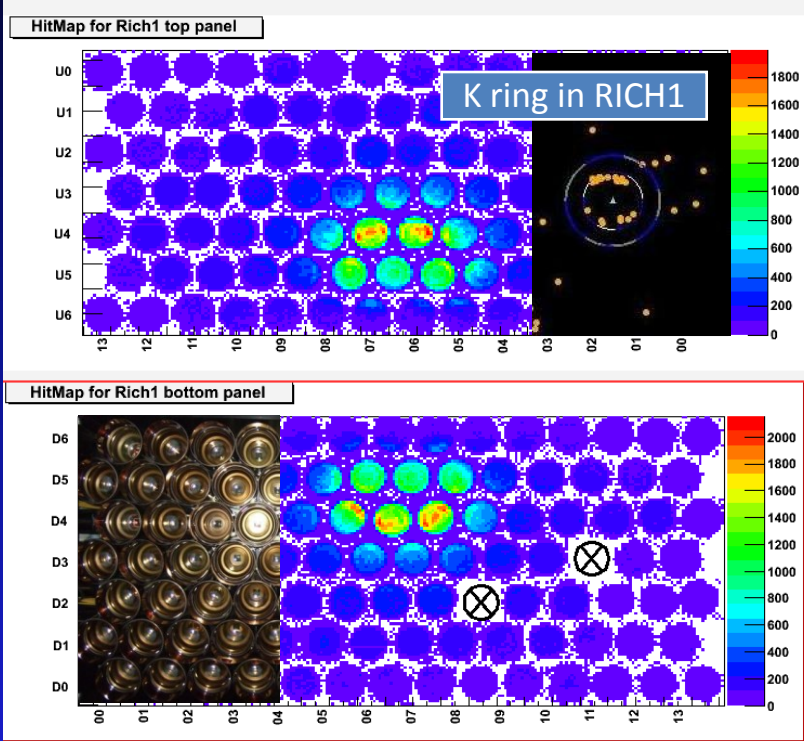 HitMap for Rich1 top panel
K ring in RICH1
U0
U1
U2
U3
U4
U5
U6
13 12 11 10 09 08 07 06 05 04 03 02 01 00
1800
1600
1400
1200
1000
800
600
400
200
0
HitMap for Rich1 bottom panel
D6
D5
D4
D3
D2
D1
D0
00 01 02 03 04 05 06 07 08 09 10 11 12 13
2000
1800
1600
1400
1200
1000
800
600
400
200
0